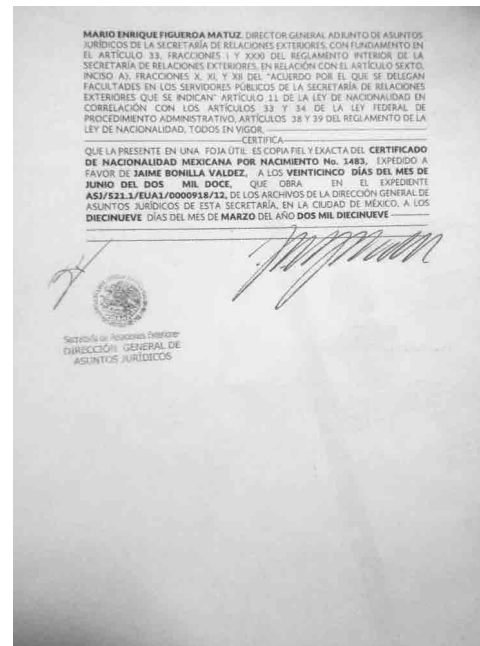 MARIO ENRIQUE FIGUEROA MATUZ, DIRECTOR GENERAL ADJUNTO DE ASUNTOS
JURÍDICOS DE LA SECRETARÍA DE RELACIONES EXTERIORES, CON FUNDAMENTO EN
EL ARTÍCULO 33, FRACCIONES I Y XXXI DEL REGLAMENTO INTERIOR DE LA
SECRETARÍA DE RELACIONES EXTERIORES, EN RELACIÓN CON EL ARTÍCULO SEXTO,
INCISO A), FRACCIONES X, XI, Y XII DEL "ACUERDO POR EL QUE SE DELEGAN
FACULTADES EN LOS SERVIDORES PÚBLICOS DE LA SECRETARÍA DE RELACIONES
EXTERIORES QUE SE INDICAN" ARTÍCULO 11 DE LA LEY DE NACIONALIDAD EN
CORRELACIÓN CON LOS ARTÍCULOS 33 Y 34 DE LA LEY FEDERAL DE
PROCEDIMIENTO ADMINISTRATIVO, ARTÍCULOS 38 Y 39 DEL REGLAMENTO DE LA
LEY DE NACIONALIDAD, TODOS EN VIGOR.
CERTIFICA
QUE LA PRESENTE EN UNA FOJA ÚTIL ES COPIA FIEL Y EXACTA DEL CERTIFICADO
DE NACIONALIDAD MEXICANA POR NACIMIENTO No. 1483, EXPEDIDO A
FAVOR DE JAIME BONILLA VALDEZ, A LOS VEINTICINCO DÍAS DEL MES DE
JUNIO DEL DOS MIL DOCE, QUE OBRA EN EL EXPEDIENTE
ASJ/521.1/EUA1/0000918/12, DE LOS ARCHIVOS DE LA DIRECCIÓN GENERAL DE
ASUNTOS JURÍDICOS DE ESTA SECRETARÍA, EN LA CIUDAD DE MÉXICO, A LOS
DIECINUEVE DÍAS DEL MES DE MARZO DEL AÑO DOS MIL DIECINUEVE
Secretaría de Relaciones Exteriores
DIRECCIÓN GENERAL DE
ASUNTOS JURÍDICOS